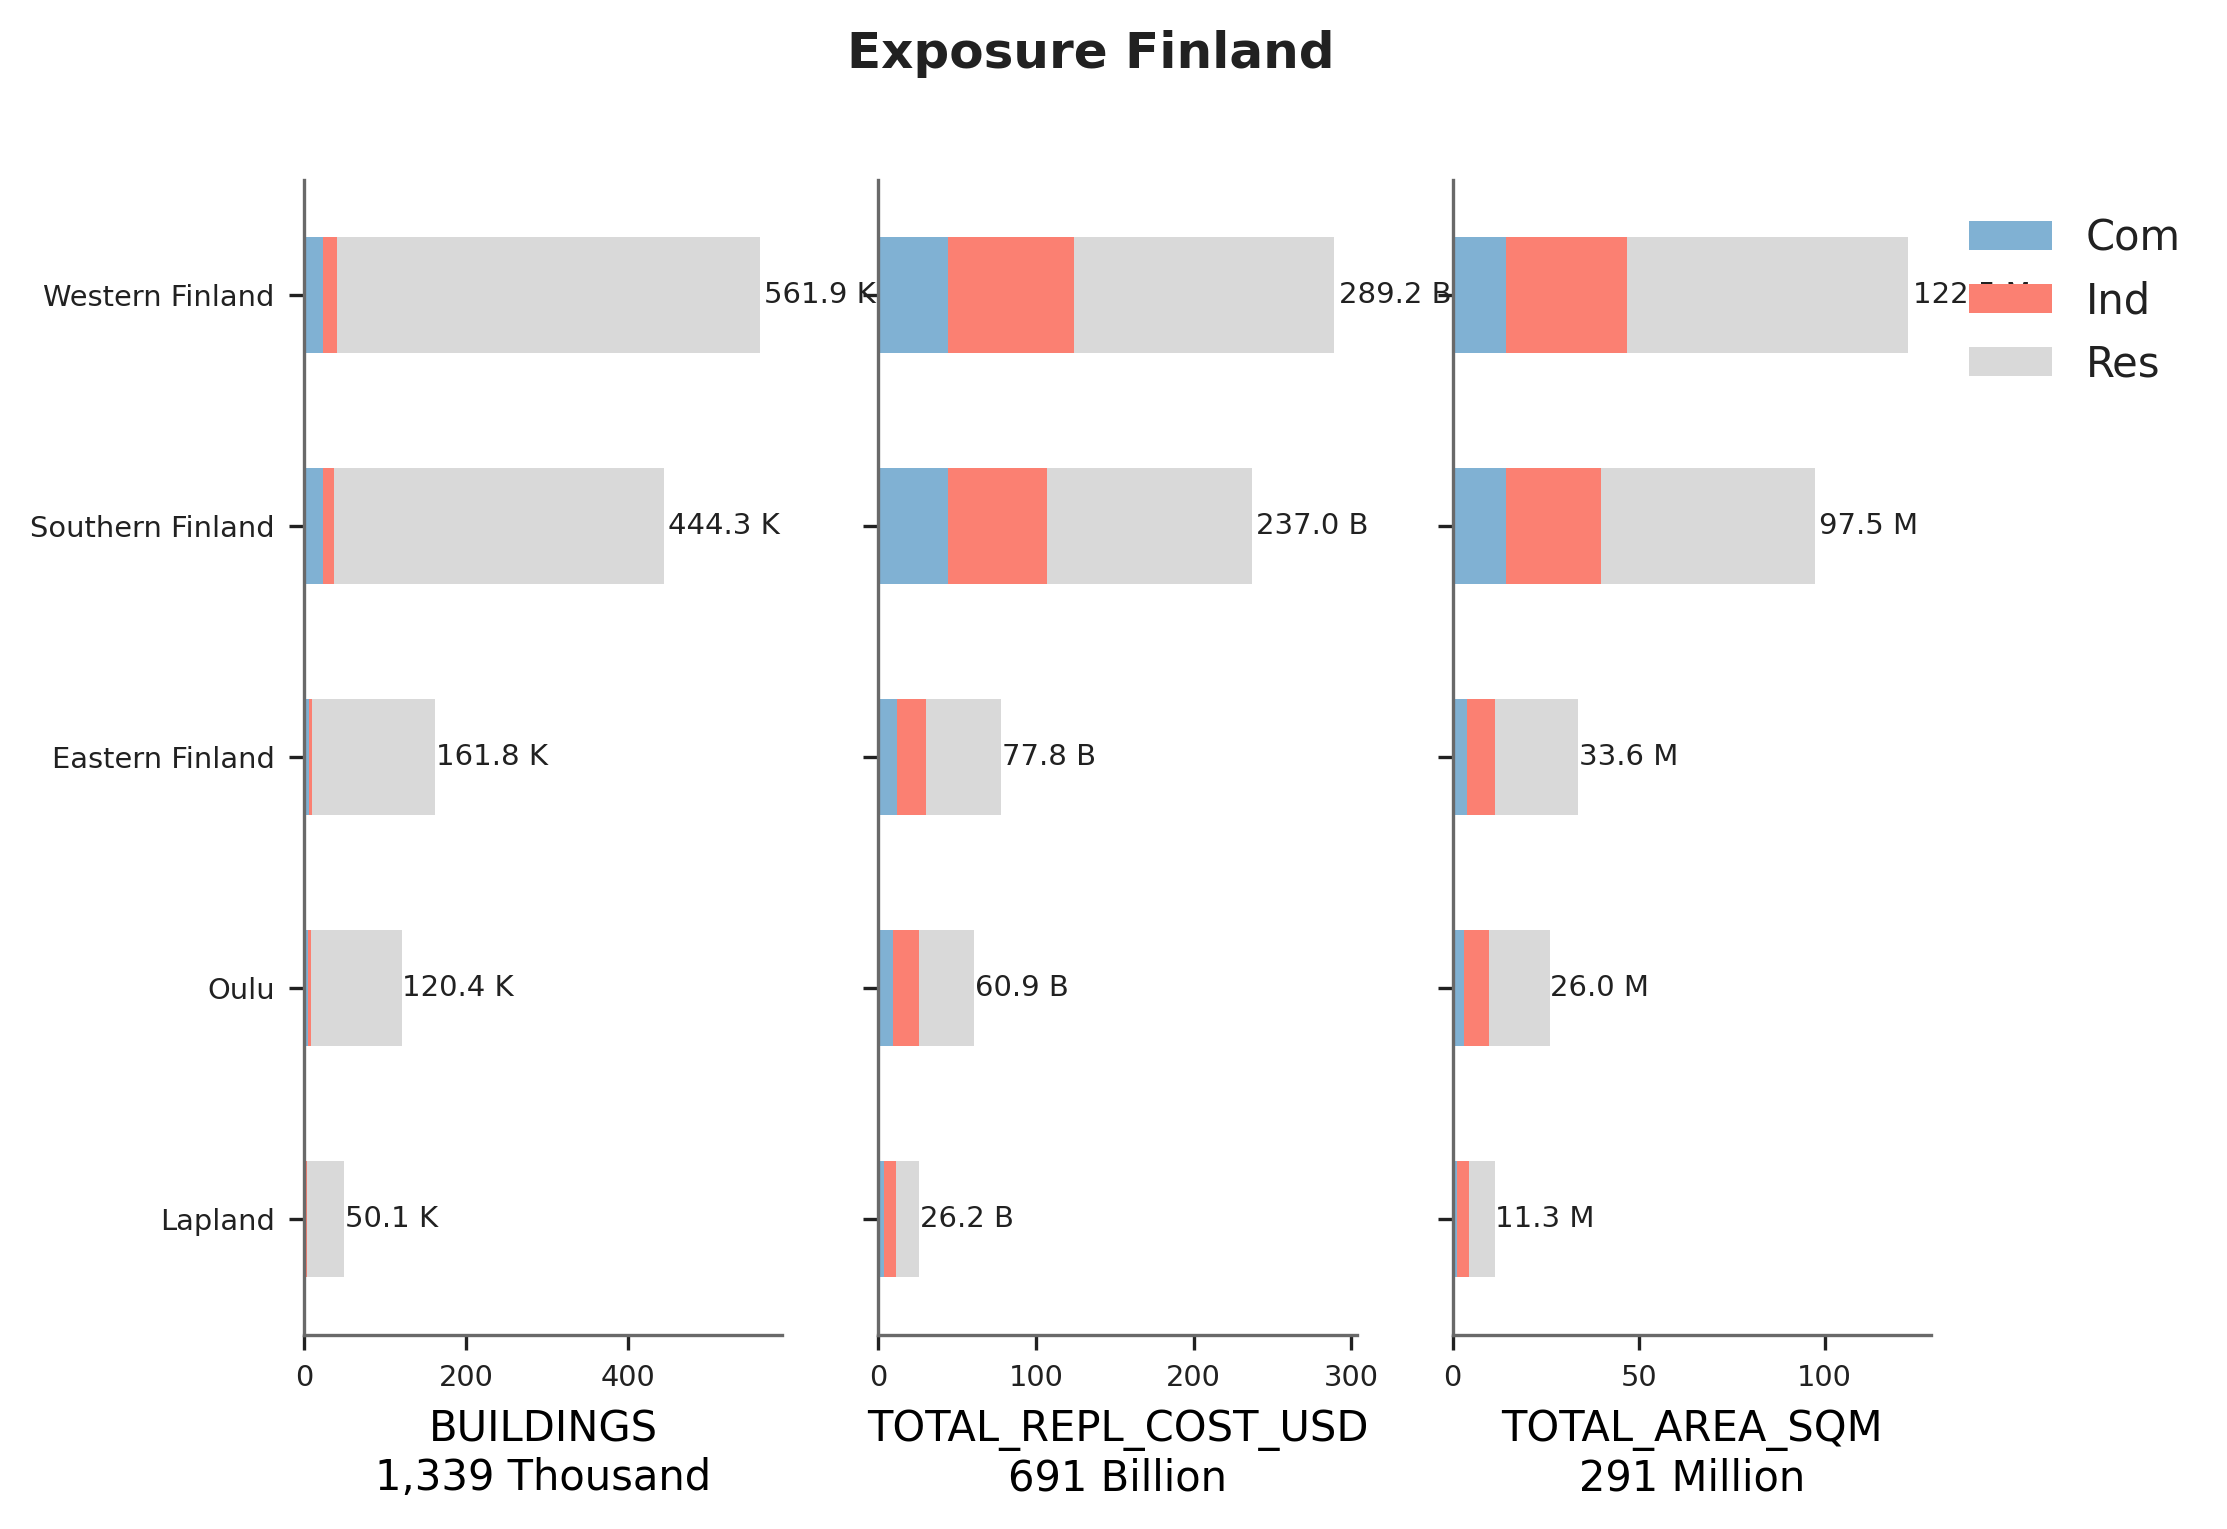 Exposure Finland
Western Finland
Southern Finland
Eastern Finland
Oulu
Lapland
561.9 K
444.3 K
161.8 K
120.4 K
50.1 K
0 200 400
BUILDINGS
1,339 Thousand
289.2 B
237.0 B
77.8 B
60.9 B
26.2 B
0 100 200 300
TOTAL_REPL_COST_USD
691 Billion
97.5 M
33.6 M
26.0 M
11.3 M
0 50 100
TOTAL_AREA_SQM
291 Million
Com
Ind
Res